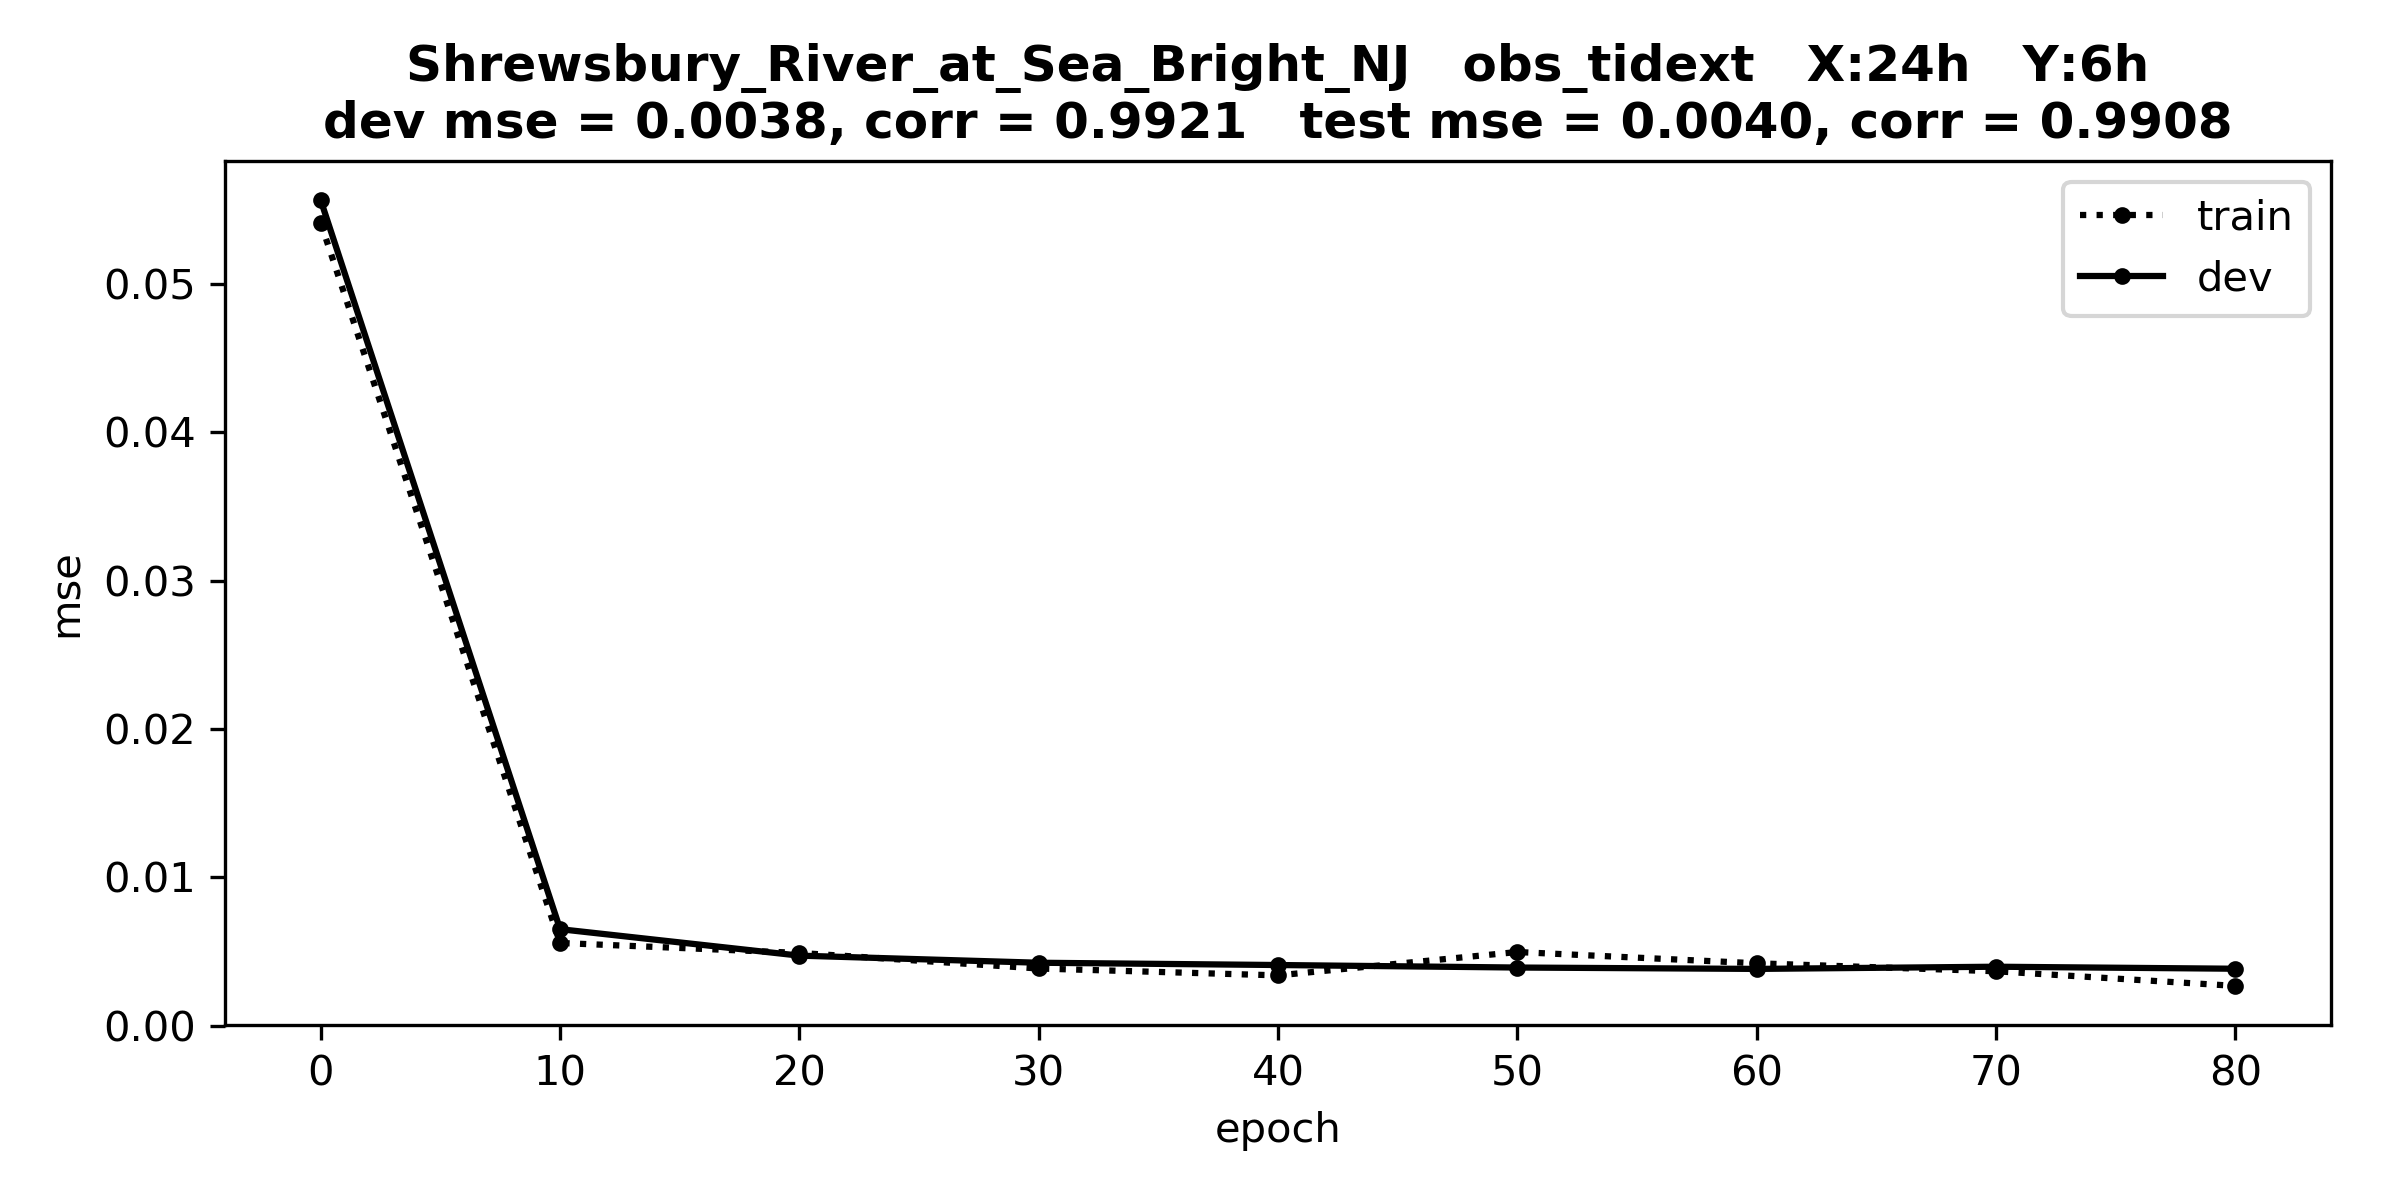 Shrewsbury_River_at_Sea_Bright_NJ   obs_tidext   X:24h   Y:6h
dev mse = 0.0038, corr = 0.9921   test mse = 0.0040, corr = 0.9908
train
dev
0.05
0.04
0.03
0.02
0.01
0.00
mse
0 10 20 30 40 50 60 70 80
epoch